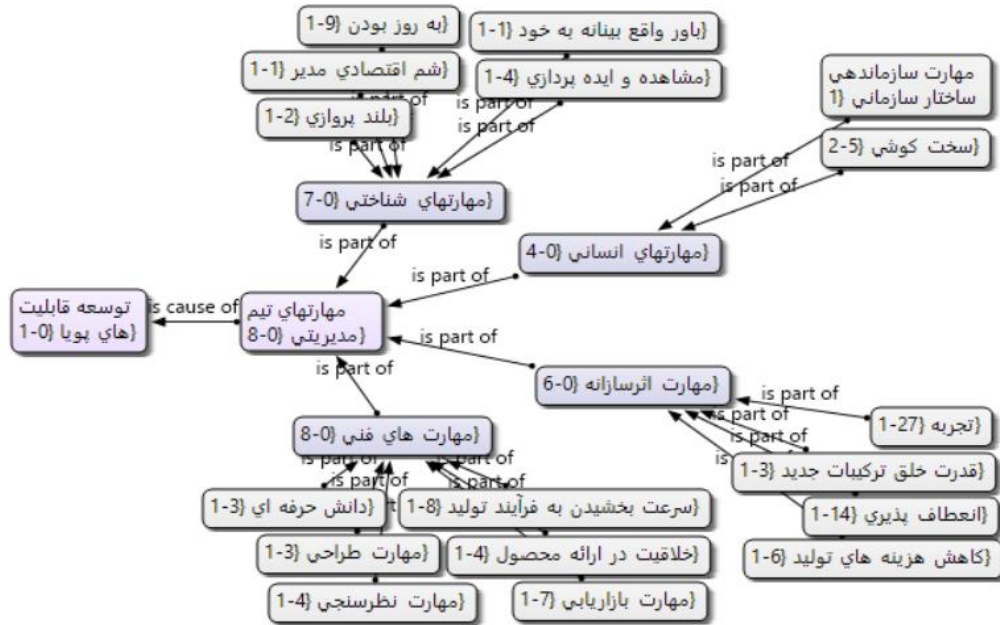 {به روز بودن {1-9
{باور واقع بينانه به خود {1-1
{شم اقتصادي مدير {1-1
{مشاهده و ايده پردازي {1-4
{بلند پروازي {1-2
مهارت سازماندهي
ساختار سازماني {1
{سخت كوشي {2-5
is part of
is part of
is part of
is part of
is part of
is part of
{مهارتهاي شناختي {7-0
is part of
{مهارتهاي انساني {4-0
is part of
توسعه قابليت
{هاي پويا {1-0
is cause of
مهارتهاي تيم
{مديريتي {8-0
is part of
is part of
{مهارت اثرسازانه {6-0
is part of
is part of
is part of
{تجربه {1-27
{مهارت هاي فني {8-0
is part of
is part of
is part of
is part of
{قدرت خلق تركيبات جديد {1-3
{دانش حرفه اي {1-3
{سرعت بخشيدن به فرآيند توليد {1-8
{انعطاف پذيري {1-14
{مهارت طراحي {1-3
{خلاقيت در ارائه محصول {1-4
{كاهش هزينه هاي توليد {1-6
{مهارت نظرسنجي {1-4
{مهارت بازاريابي {1-7